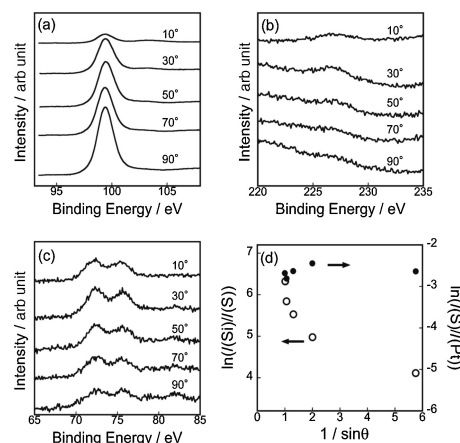 (a)
10°
30°
50°
70°
90°
Intensity / arb unit
95 100 105
Binding Energy / eV
(b)
10°
30°
50°
70°
90°
Intensity / arb unit
220 225 230 235
Binding Energy / eV
(c)
10°
30°
50°
70°
90°
Intensity / arb unit
65 70 75 80 85
Binding Energy / eV
(d)
7
6
5
4
ln(I(Si)/I(S))
-2
-3
-4
-5
-6
ln(I(S)/I(Pt))
0 1 2 3 4 5 6
1 / sinθ